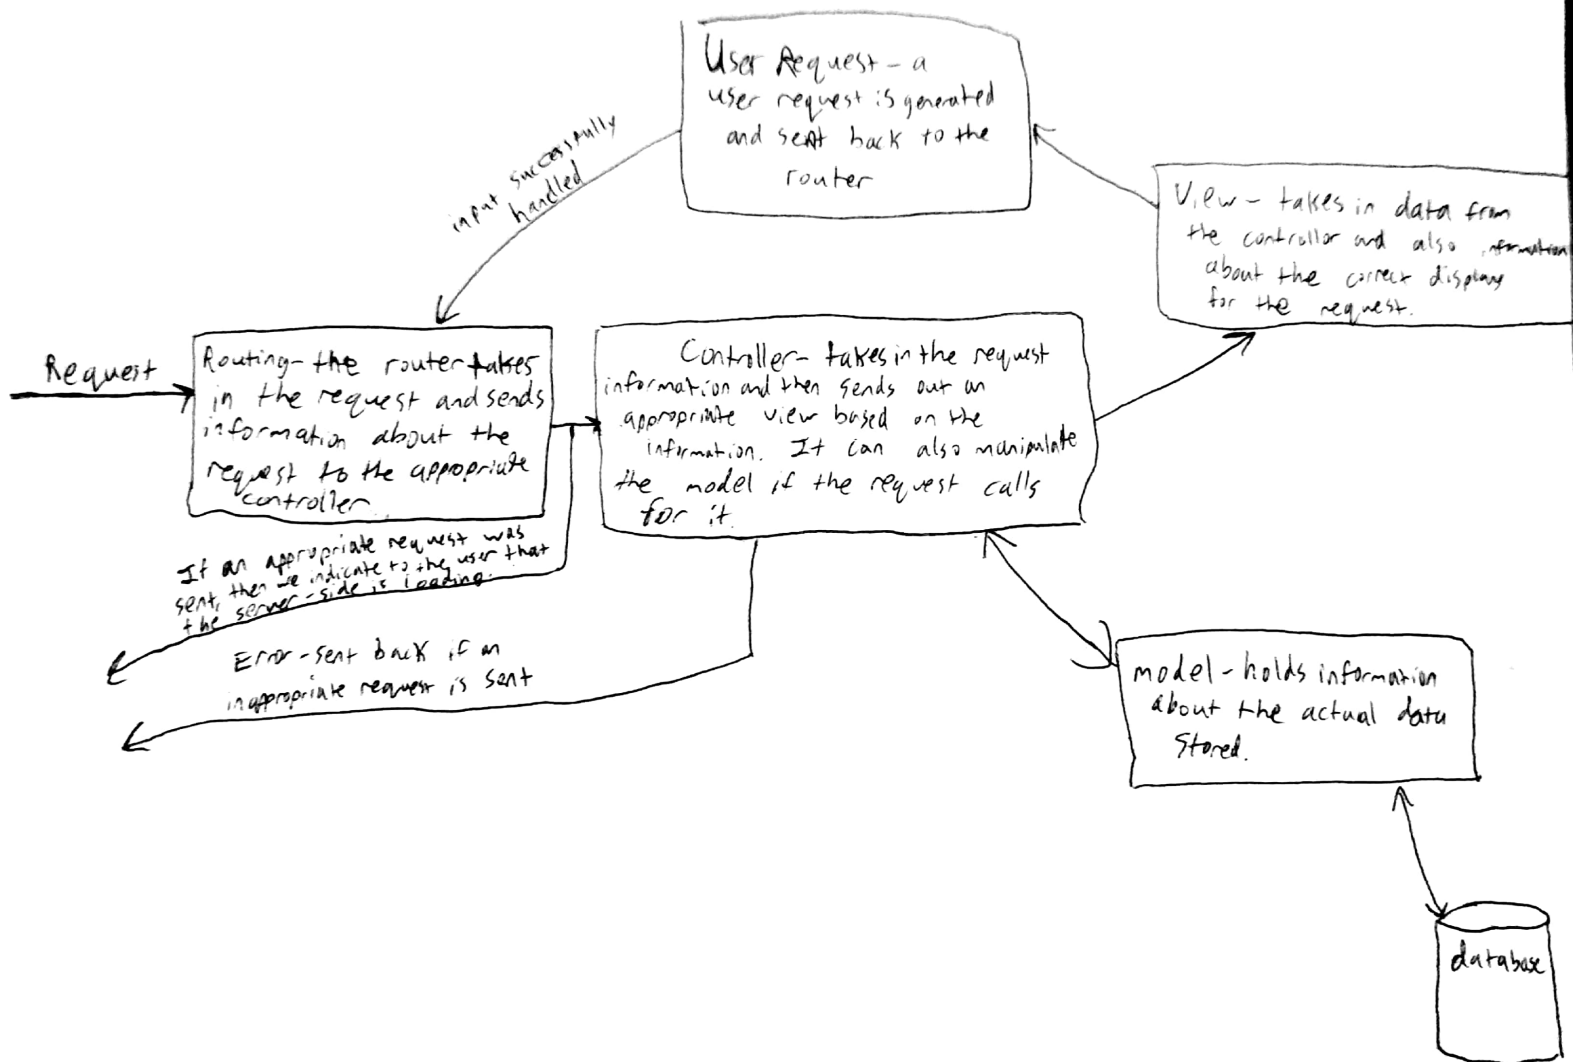 User Request - a
user request is generated
and sent back to the
router
input successfully
handled
View - takes in data from
the controller and also information
about the correct display
for the request.
Request
Routing - the router takes
in the request and sends
information about the
request to the appropriate
controller.
Controller - takes in the request
information and then sends out an
appropriate view based on the
information. It can also manipulate
the model if the request calls
for it.
If an appropriate request was
sent, then we indicate to the user that
the server-side is loading.
Error - sent back if an
inappropriate request is sent
model - holds information
about the actual data
stored.
database